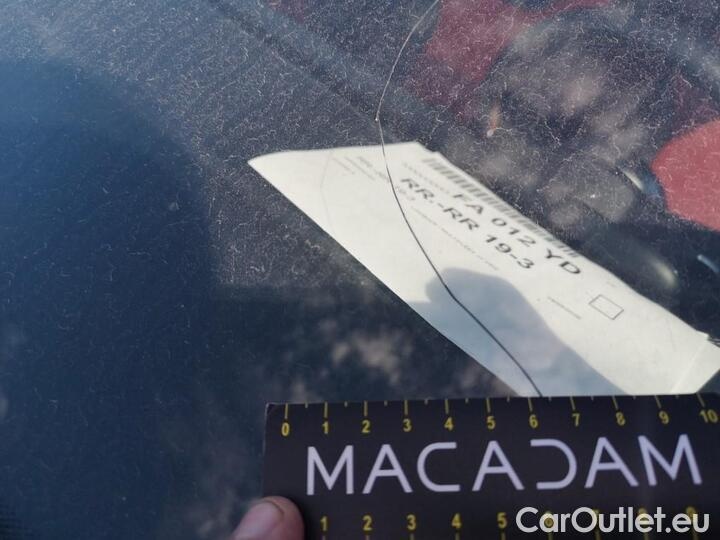 FA 012 YD
RR.-RR 19-3
0 1 2 3 4 5 6 7 8 9 10
MACADAM
1 2 3 4 5
CarOutlet.eu